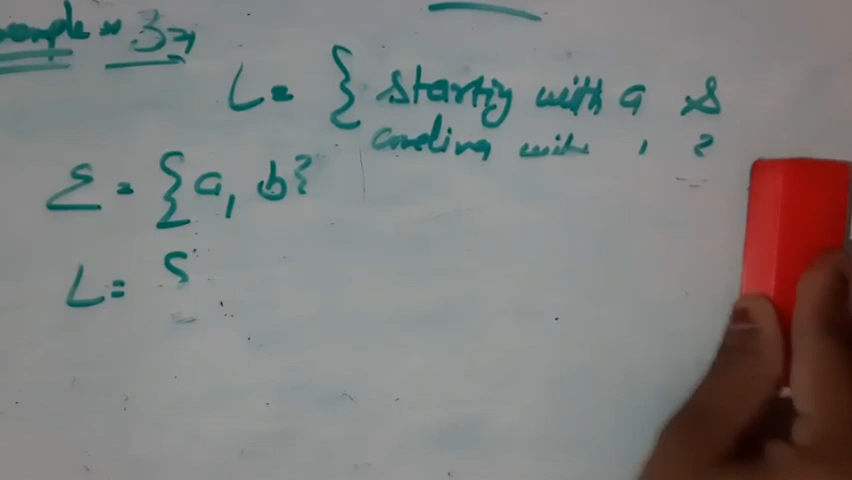 Example 3 →
L = { starting with a &
ending with
Σ = {a, b}
L = {